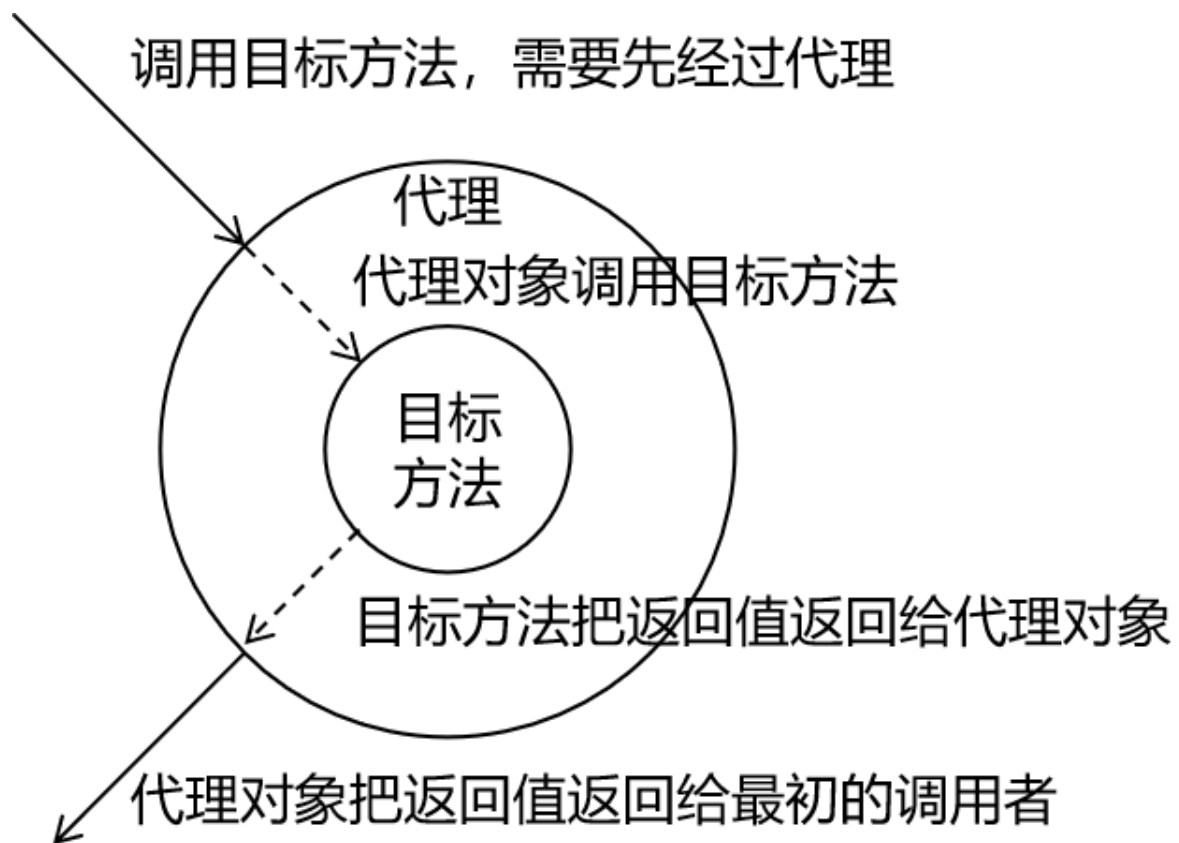 调用目标方法，需要先经过代理
代理
代理对象调用目标方法
目标
方法
目标方法把返回值返回给代理对象
代理对象把返回值返回给最初的调用者